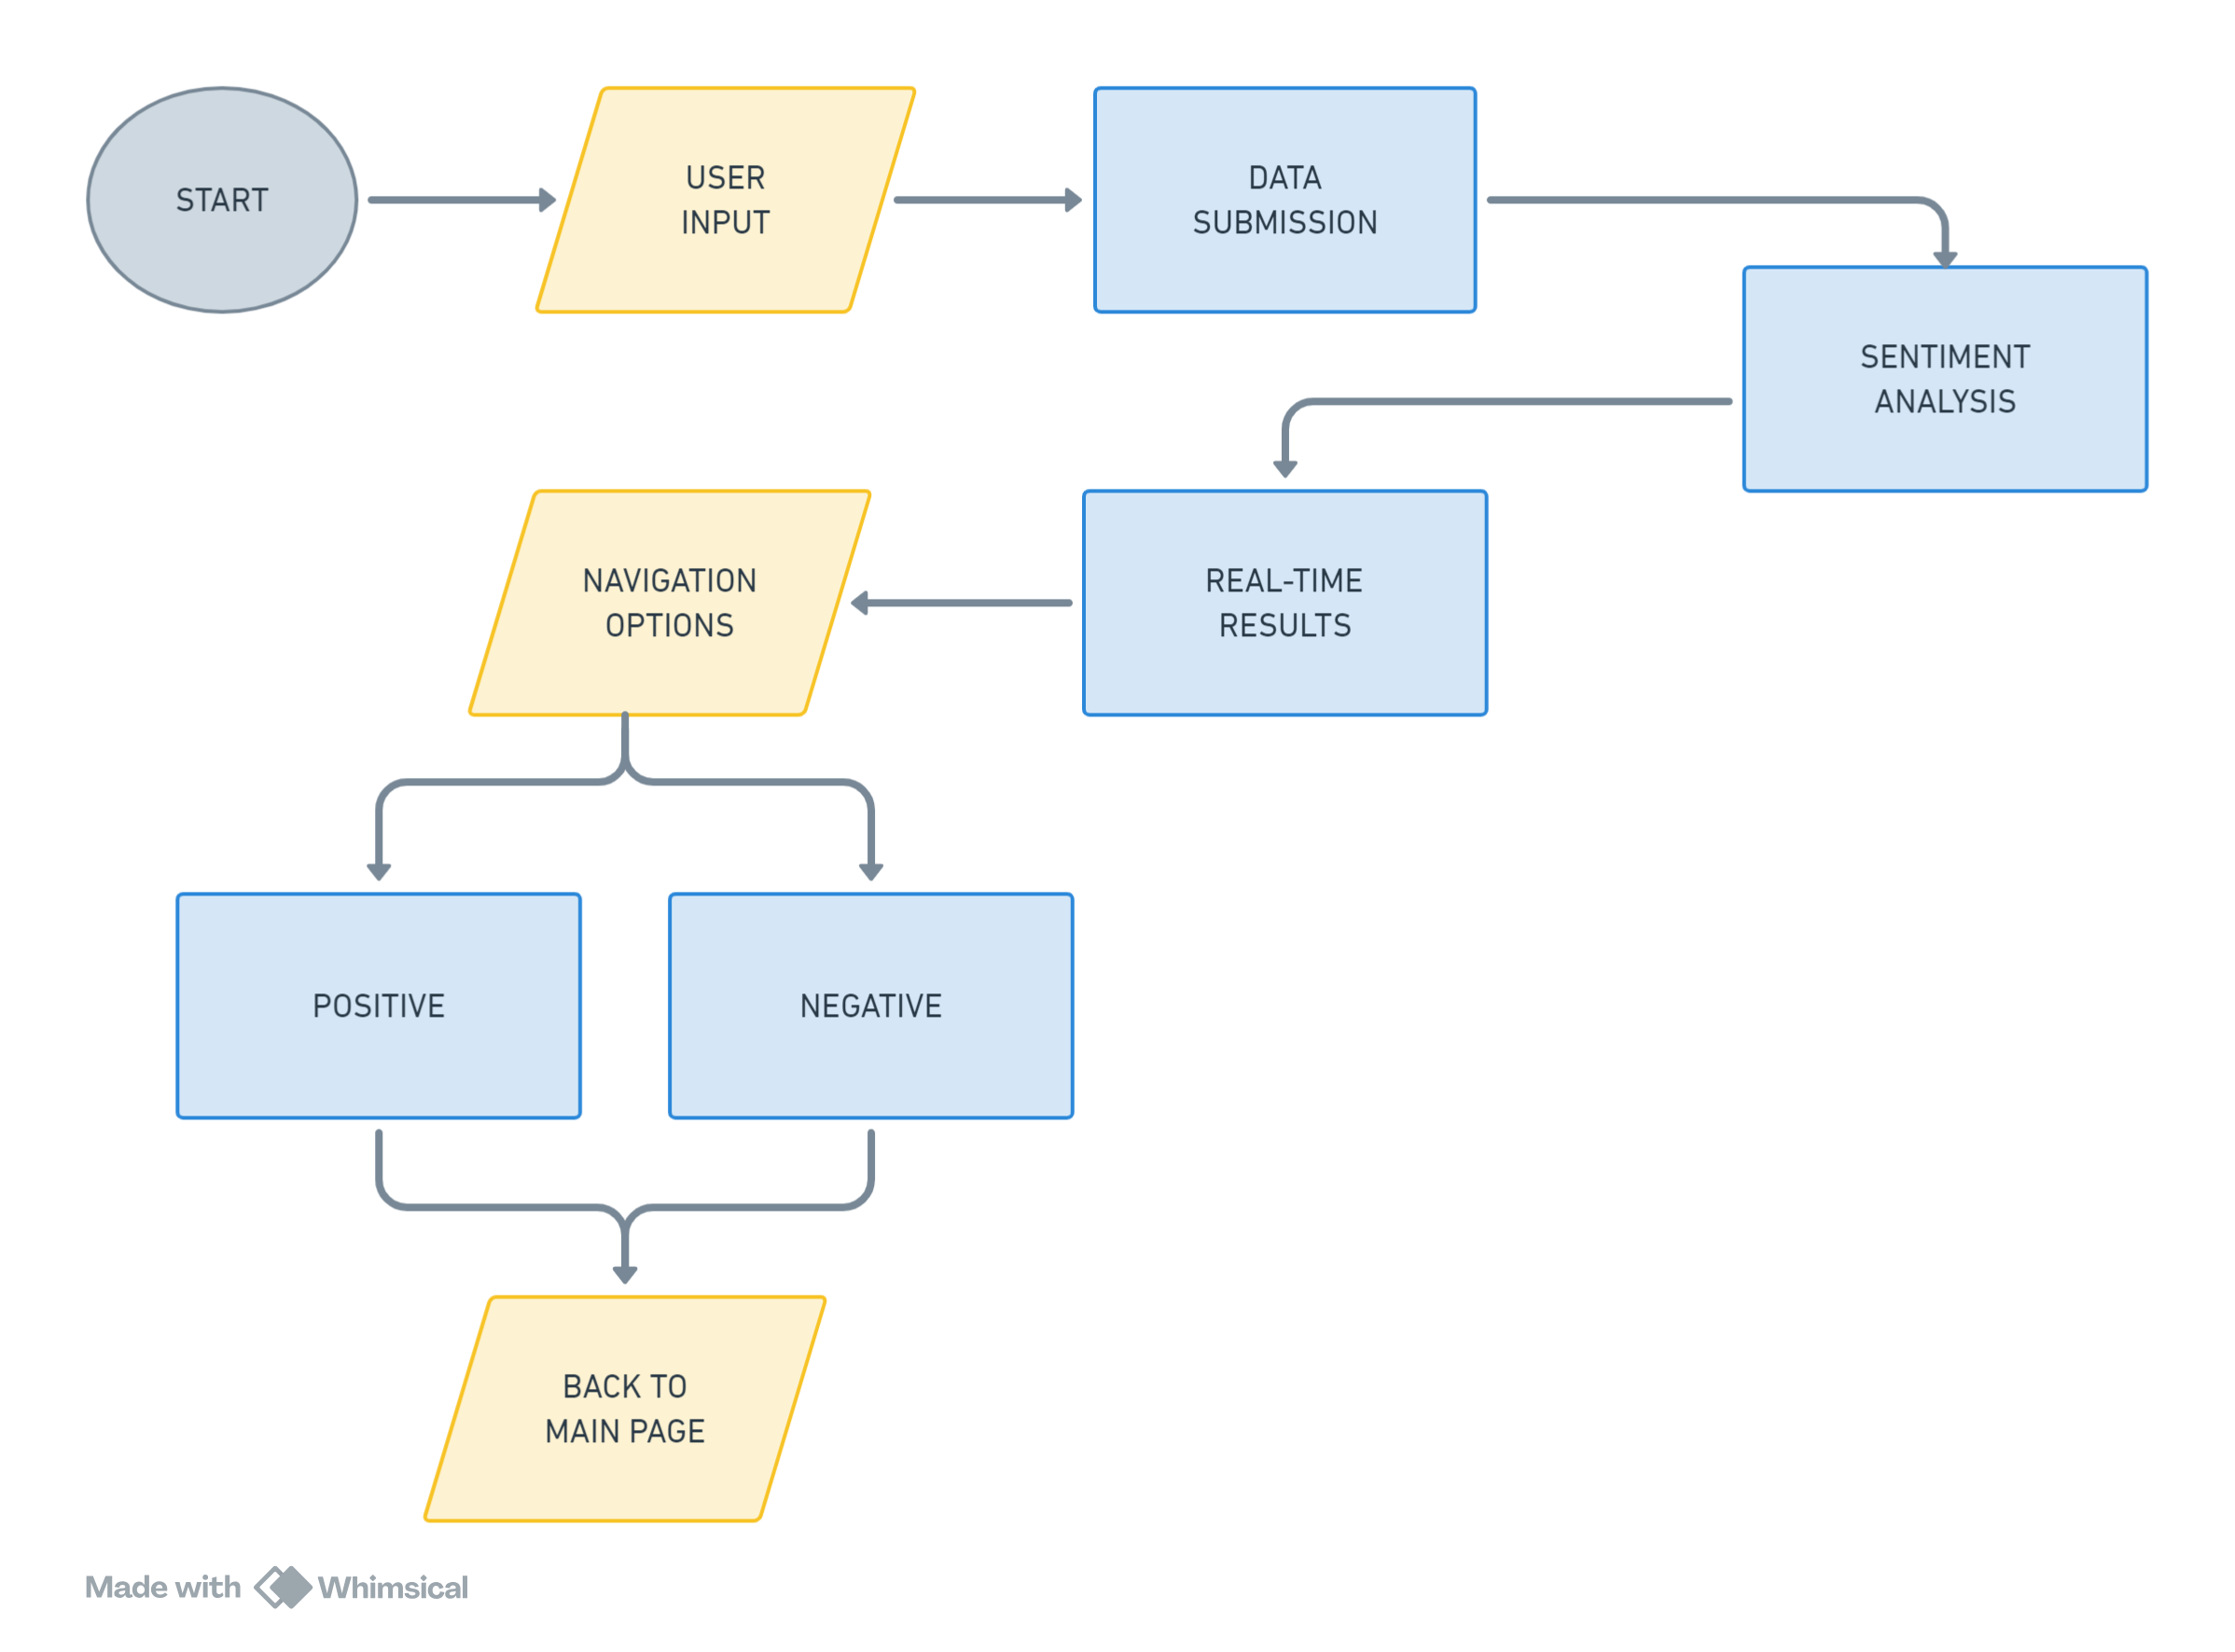 START
USER
INPUT
DATA
SUBMISSION
SENTIMENT
ANALYSIS
REAL-TIME
RESULTS
NAVIGATION
OPTIONS
POSITIVE
NEGATIVE
BACK TO
MAIN PAGE
Made with Whimsical